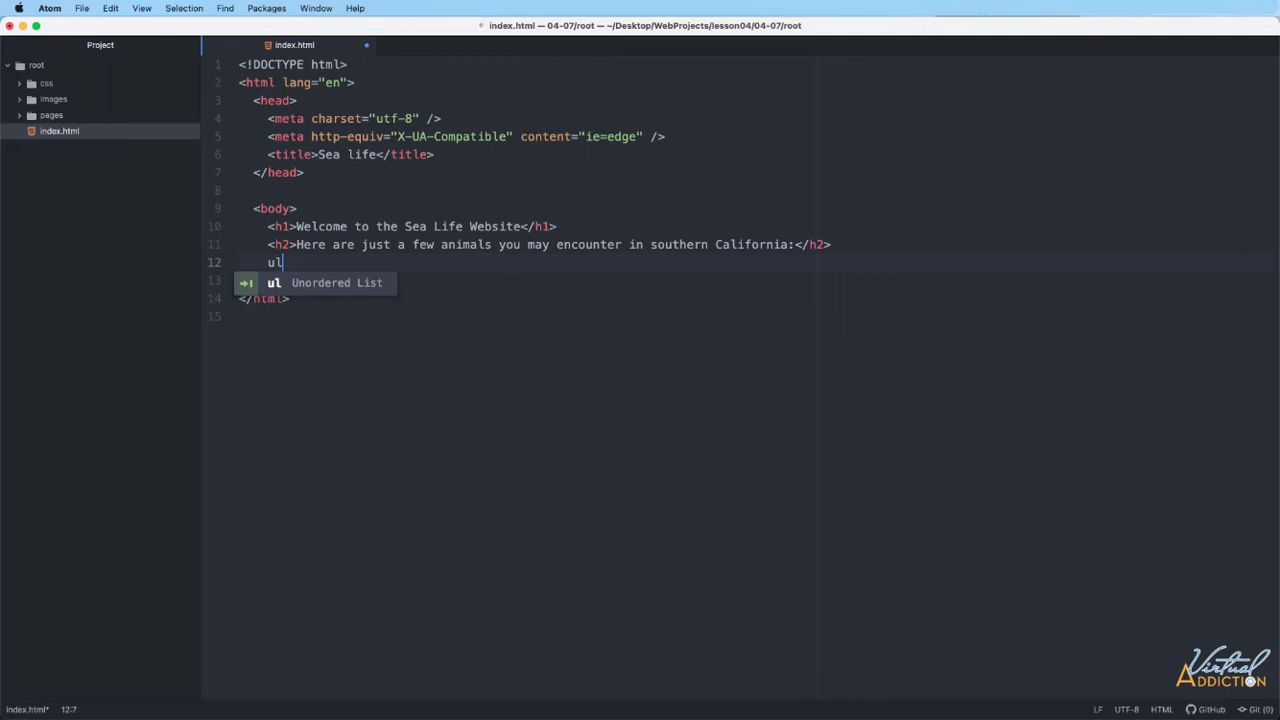 Atom File Edit View Selection Find Packages Window Help
index.html — 04-07/root — ~/Desktop/WebProjects/lesson04/04-07/root
Project
index.html
root
css
images
pages
index.html
1 <!DOCTYPE html>
2 <html lang="en">
3 <head>
4 <meta charset="utf-8" />
5 <meta http-equiv="X-UA-Compatible" content="ie=edge" />
6 <title>Sea life</title>
7 </head>
8
9 <body>
10 <h1>Welcome to the Sea Life Website</h1>
11 <h2>Here are just a few animals you may encounter in southern California:</h2>
12 ul
13 ul Unordered List
14 </html>
15
Virtual
ADDICTION
index.html* 12:7 LF UTF-8 HTML GitHub Git (0)